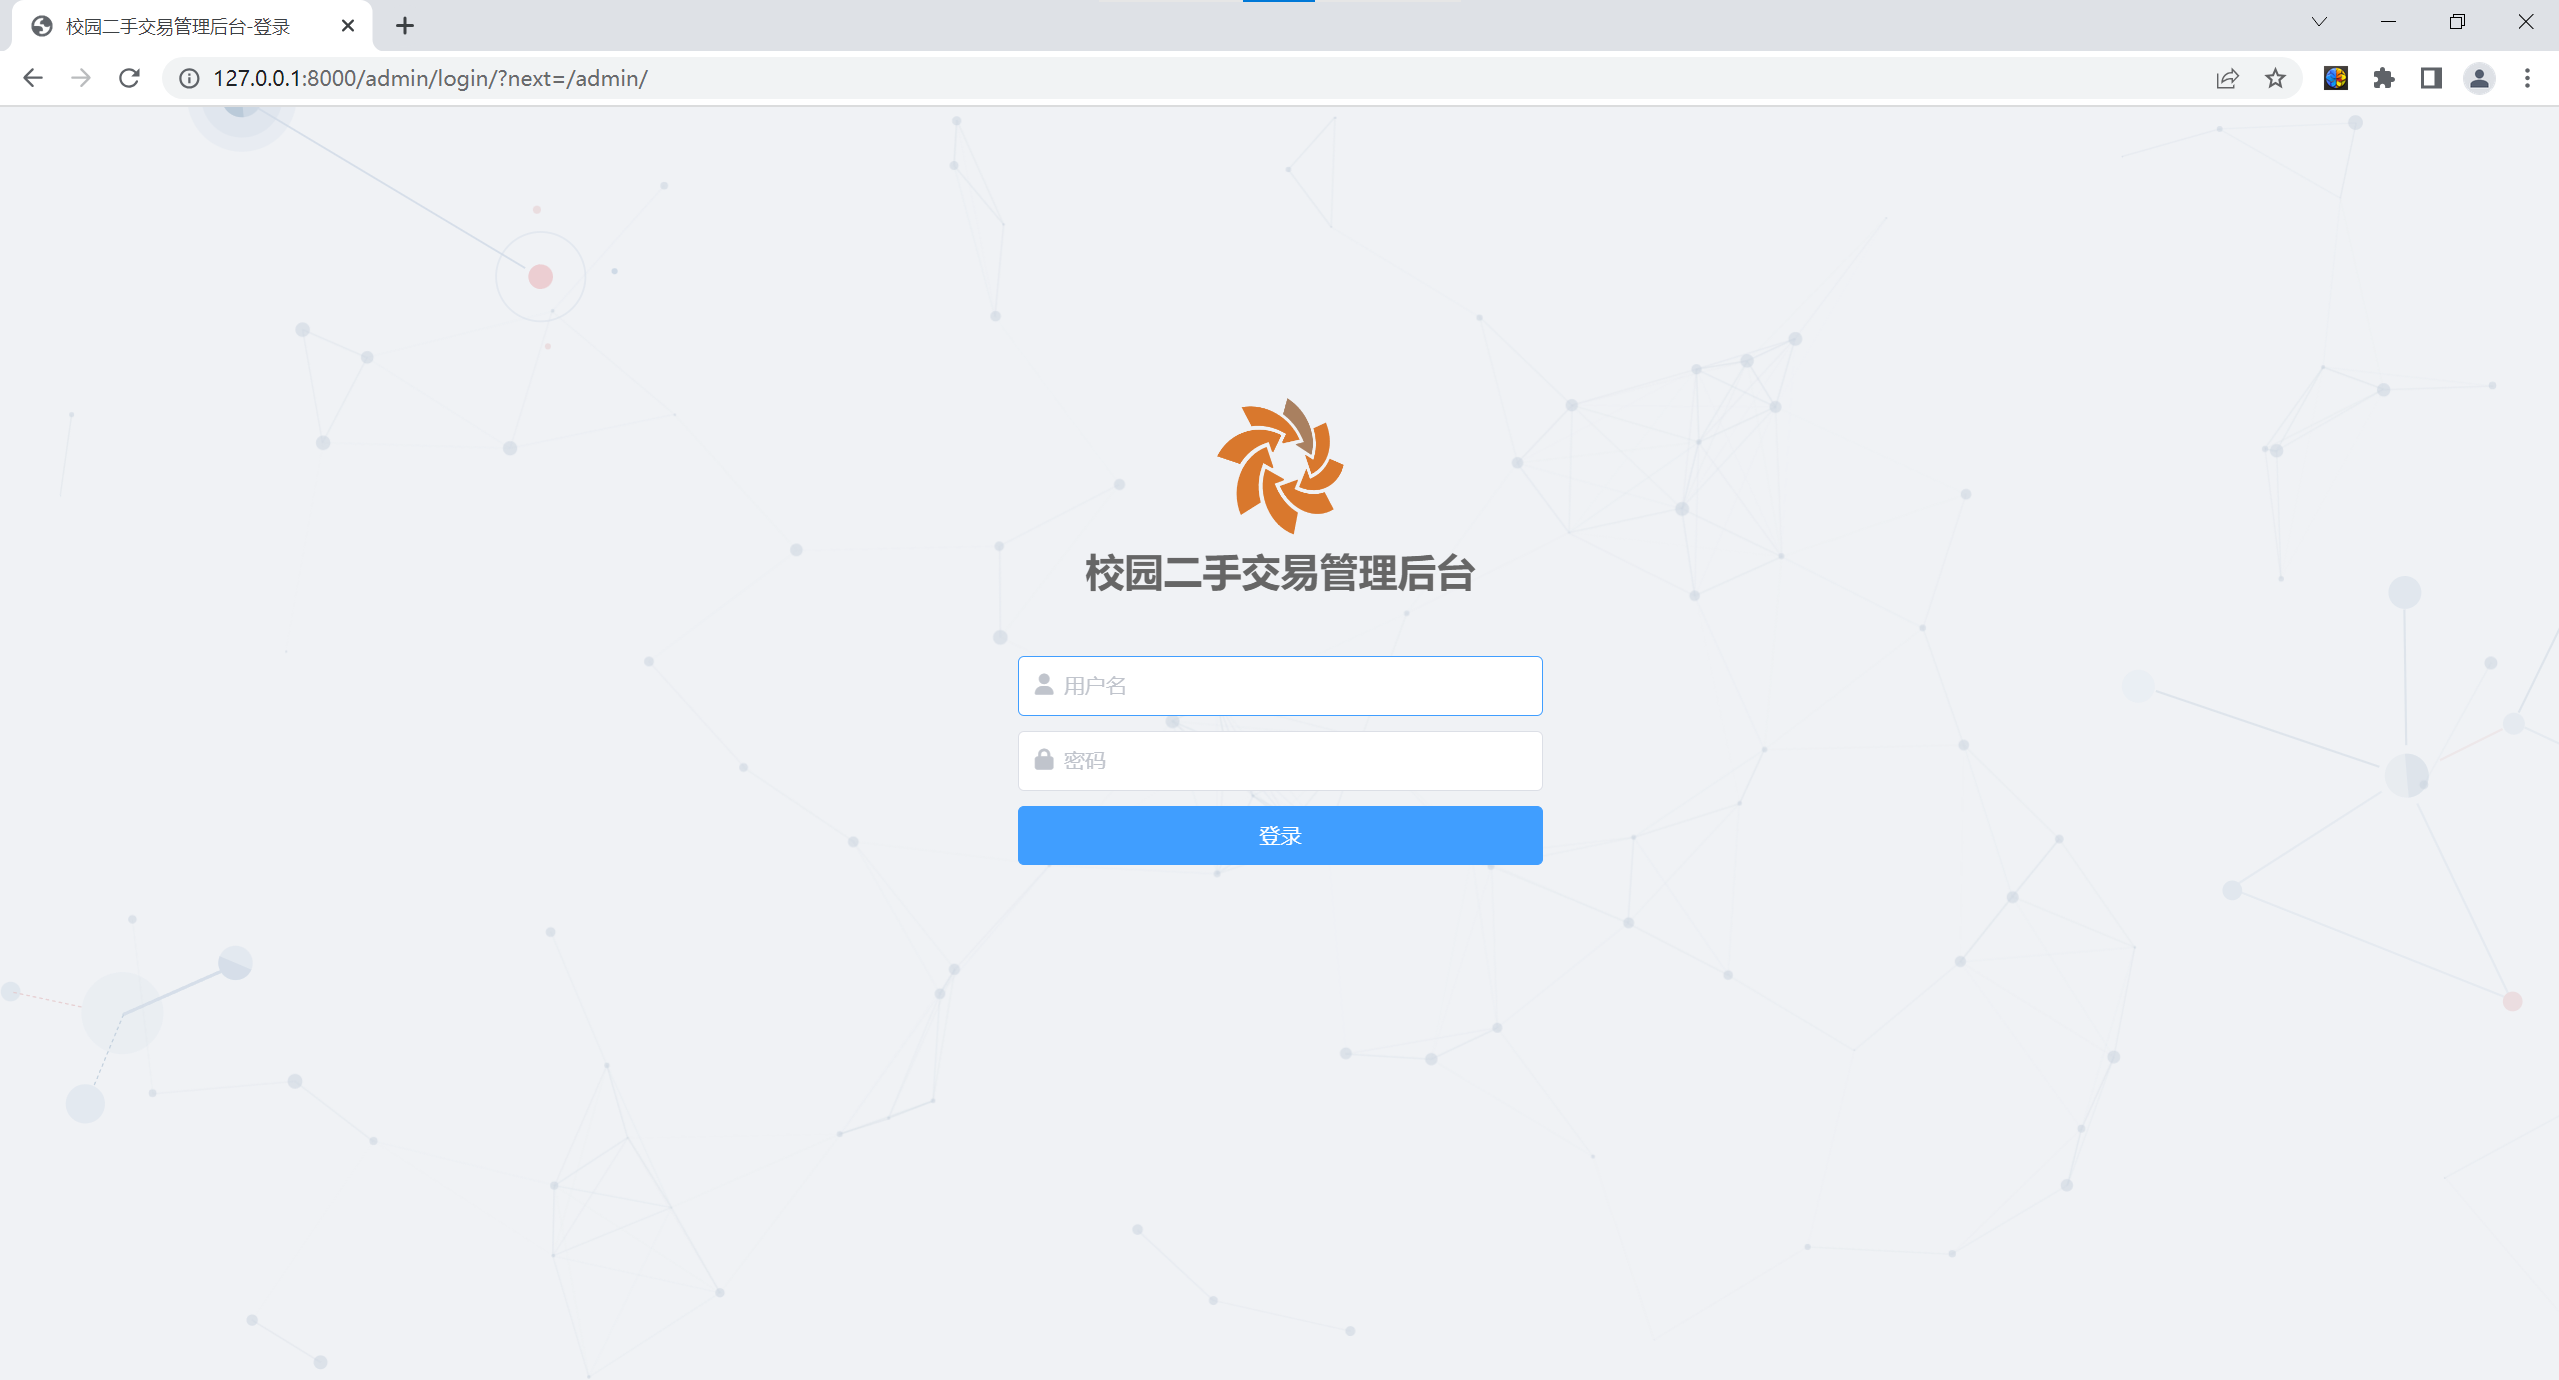 校园二手交易管理后台-登录
127.0.0.1:8000/admin/login/?next=/admin/
校园二手交易管理后台
用户名
密码
登录